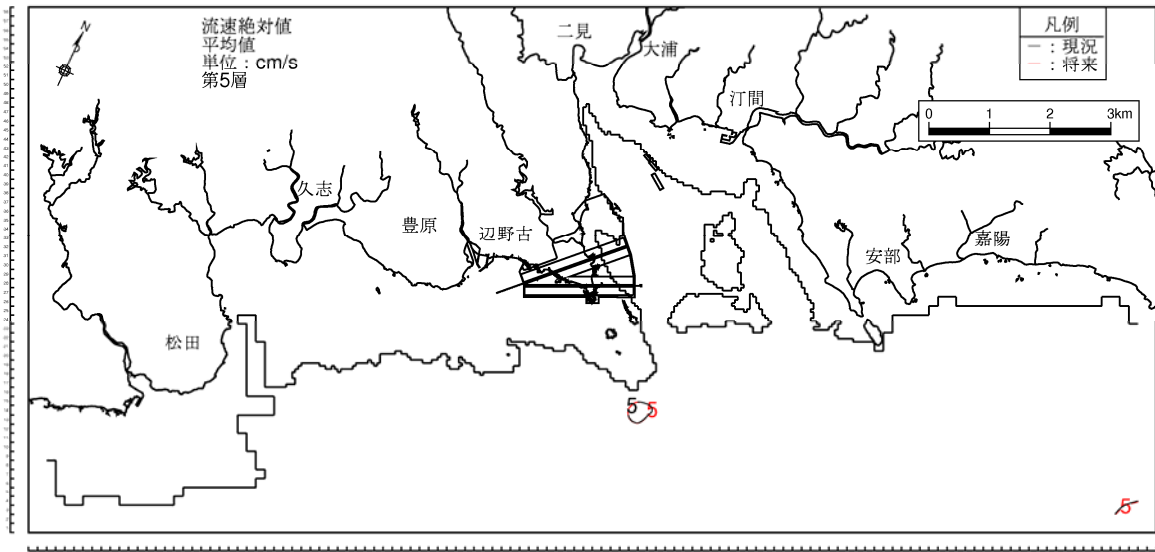 流速絶対値
平均値
単位：cm/s
第5層
N
凡例
－：現況
－：将来
0 1 2 3km
二見
大浦
汀間
久志
豊原
辺野古
安部
嘉陽
松田
5 5
5